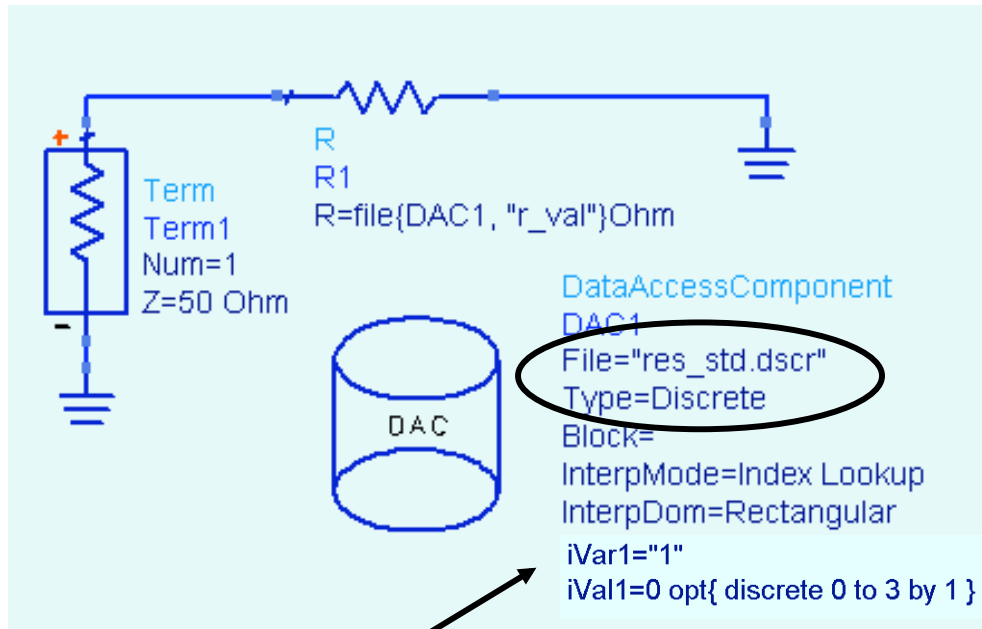 +
R
R1
R=file{DAC1, "r_val"}Ohm
Term
Term1
Num=1
Z=50 Ohm
-
DAC
DataAccessComponent
DAC1
File="res_std.dscr"
Type=Discrete
Block=
InterpMode=Index Lookup
InterpDom=Rectangular
iVar1="1"
iVal1=0 opt{ discrete 0 to 3 by 1 }